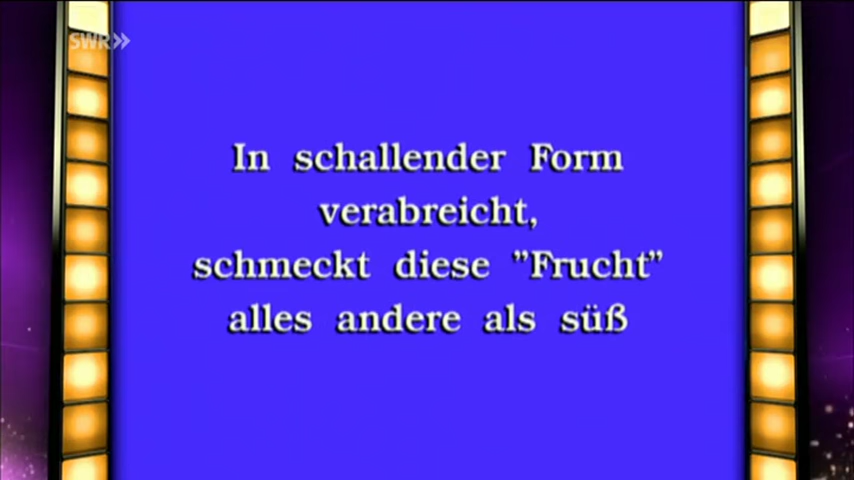 SWR»
In schallender Form
verabreicht,
schmeckt diese "Frucht"
alles andere als süß